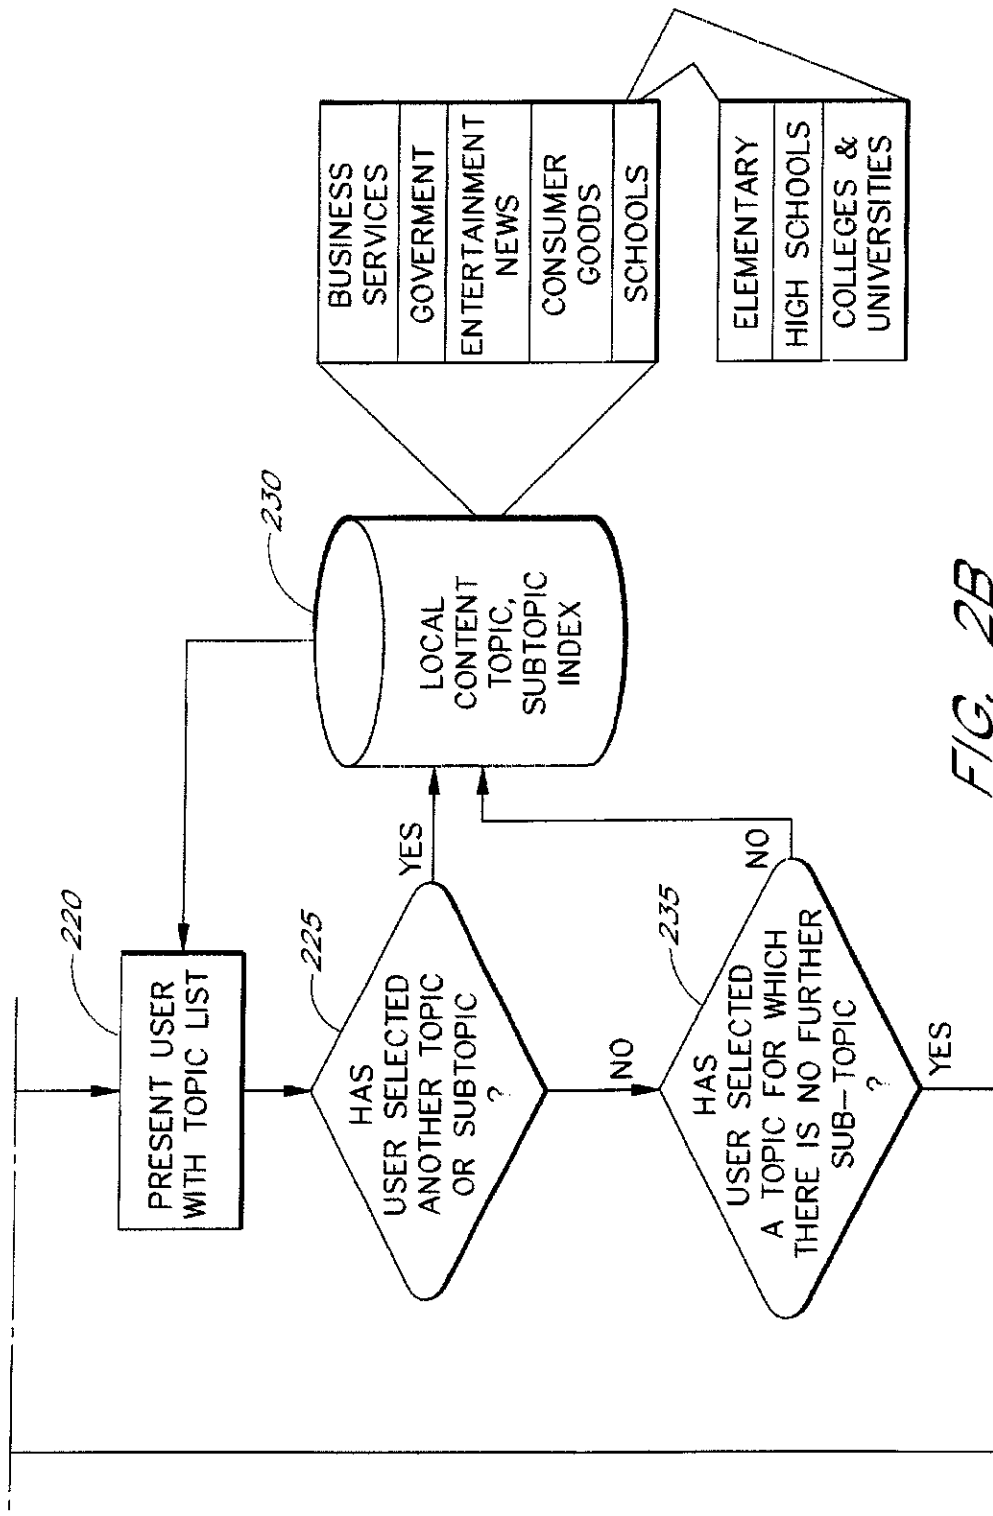 220
PRESENT USER
WITH TOPIC LIST
225
HAS
USER SELECTED
ANOTHER TOPIC
OR SUBTOPIC
?
YES
NO
230
LOCAL
CONTENT
TOPIC,
SUBTOPIC
INDEX
BUSINESS
SERVICES
GOVERMENT
ENTERTAINMENT
NEWS
CONSUMER
GOODS
SCHOOLS
ELEMENTARY
HIGH SCHOOLS
COLLEGES &
UNIVERSITIES
235
HAS
USER SELECTED
A TOPIC FOR WHICH
THERE IS NO FURTHER
SUB-TOPIC
?
NO
YES
FIG. 2B